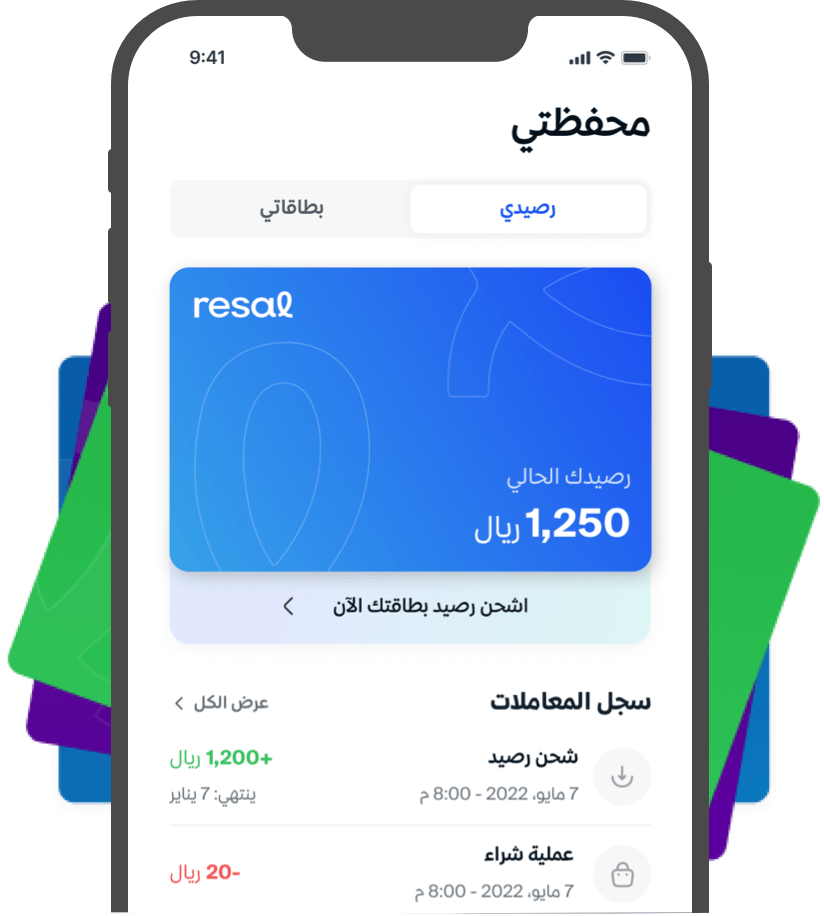 9:41
محفظتي
رصيدي
بطاقاتي
resal
رصيدك الحالي
1,250 ريال
اشحن رصيد بطاقتك الآن
سجل المعاملات
عرض الكل
شحن رصيد
+1,200 ريال
7 مايو، 2022 - 8:00 م
ينتهي: 7 يناير
عملية شراء
-20 ريال
7 مايو، 2022 - 8:00 م